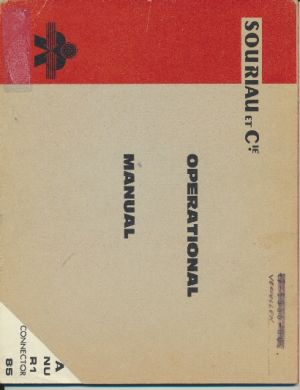 SOURIAU ET CIE
OPERATIONAL
MANUAL
A
NU
R1
CONNECTOR
85